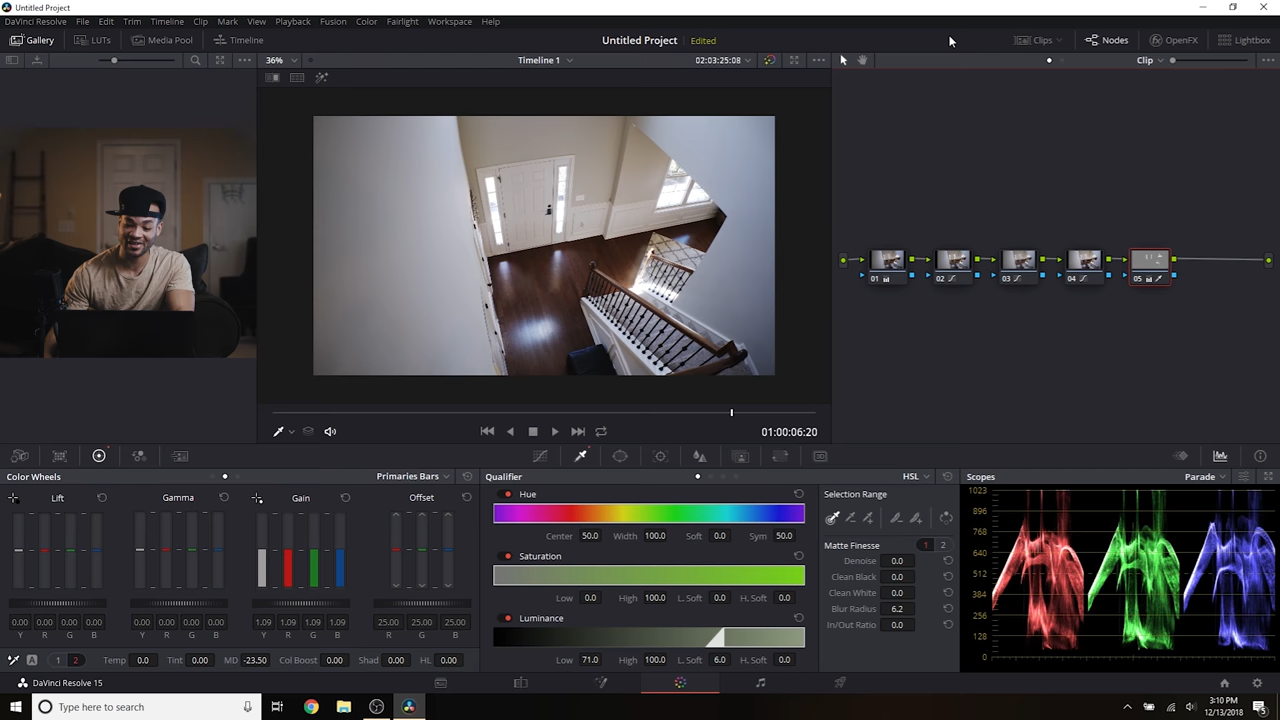 Untitled Project
DaVinci Resolve File Edit Trim Timeline Clip Mark View Playback Fusion Color Fairlight Workspace Help
Gallery LUTs Media Pool Timeline Untitled Project Edited Clips Nodes OpenFX Lightbox
36% Timeline 1 02:03:25:08 Clip
01 02 03 04 05
01:00:06:20
Color Wheels Primaries Bars Qualifier HSL Scopes Parade
Lift Gamma Gain Offset
0.00 0.00 0.00 0.00 0.00 0.00 0.00 0.00 1.09 1.09 1.09 1.09 25.00 25.00 25.00
Y R G B Y R G B Y R G B R G B
A 1 2 Temp 0.0 Tint 0.00 MD -23.50 Col Boost 0.00 Shad 0.00 HL 0.00
Hue
Center 50.0 Width 100.0 Soft 0.0 Sym 50.0
Saturation
Low 0.0 High 100.0 L. Soft 0.0 H. Soft 0.0
Luminance
Low 71.0 High 100.0 L. Soft 6.0 H. Soft 0.0
Selection Range
Matte Finesse 1 2
Denoise 0.0
Clean Black 0.0
Clean White 0.0
Blur Radius 6.2
In/Out Ratio 0.0
1023
896
768
640
512
384
256
128
0
DaVinci Resolve 15
Type here to search
3:10 PM
12/13/2018
5